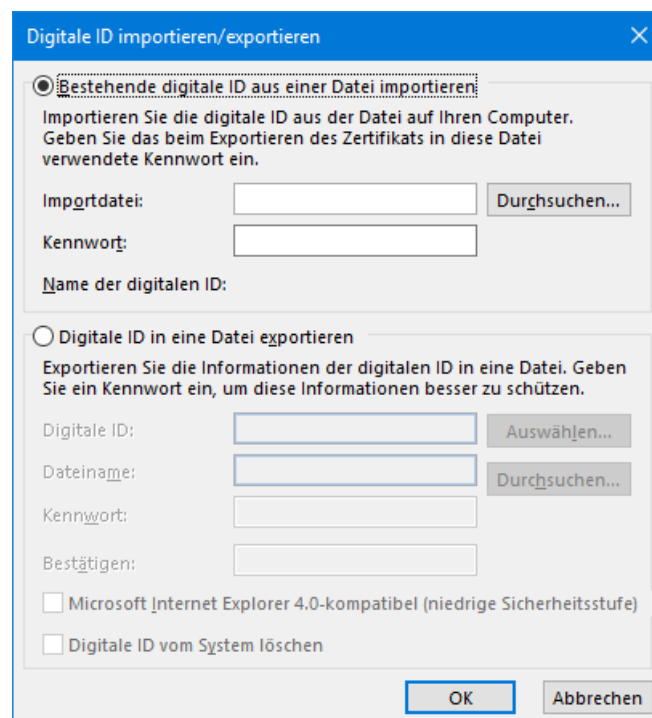 Digitale ID importieren/exportieren
Bestehende digitale ID aus einer Datei importieren
Importieren Sie die digitale ID aus der Datei auf Ihren Computer.
Geben Sie das beim Exportieren des Zertifikats in diese Datei
verwendete Kennwort ein.
Importdatei: Durchsuchen...
Kennwort:
Name der digitalen ID:
Digitale ID in eine Datei exportieren
Exportieren Sie die Informationen der digitalen ID in eine Datei. Geben
Sie ein Kennwort ein, um diese Informationen besser zu schützen.
Digitale ID: Auswählen...
Dateiname: Durchsuchen...
Kennwort:
Bestätigen:
Microsoft Internet Explorer 4.0-kompatibel (niedrige Sicherheitsstufe)
Digitale ID vom System löschen
OK Abbrechen